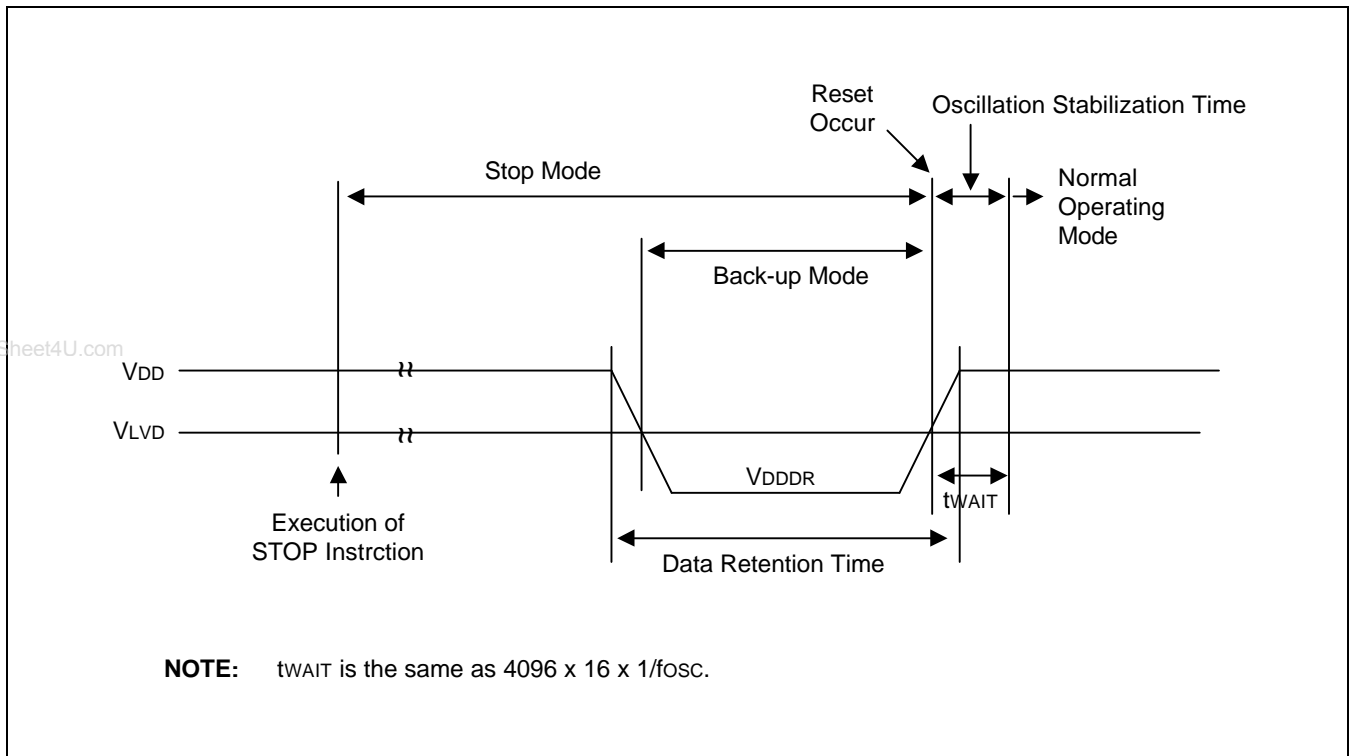 Reset
Occur
Oscillation Stabilization Time
Stop Mode
Normal
Operating
Mode
Back-up Mode
Sheet4U.com
VDD
VLVD
VDDDR
tWAIT
Execution of
STOP Instrction
Data Retention Time
NOTE: tWAIT is the same as 4096 x 16 x 1/fOSC.